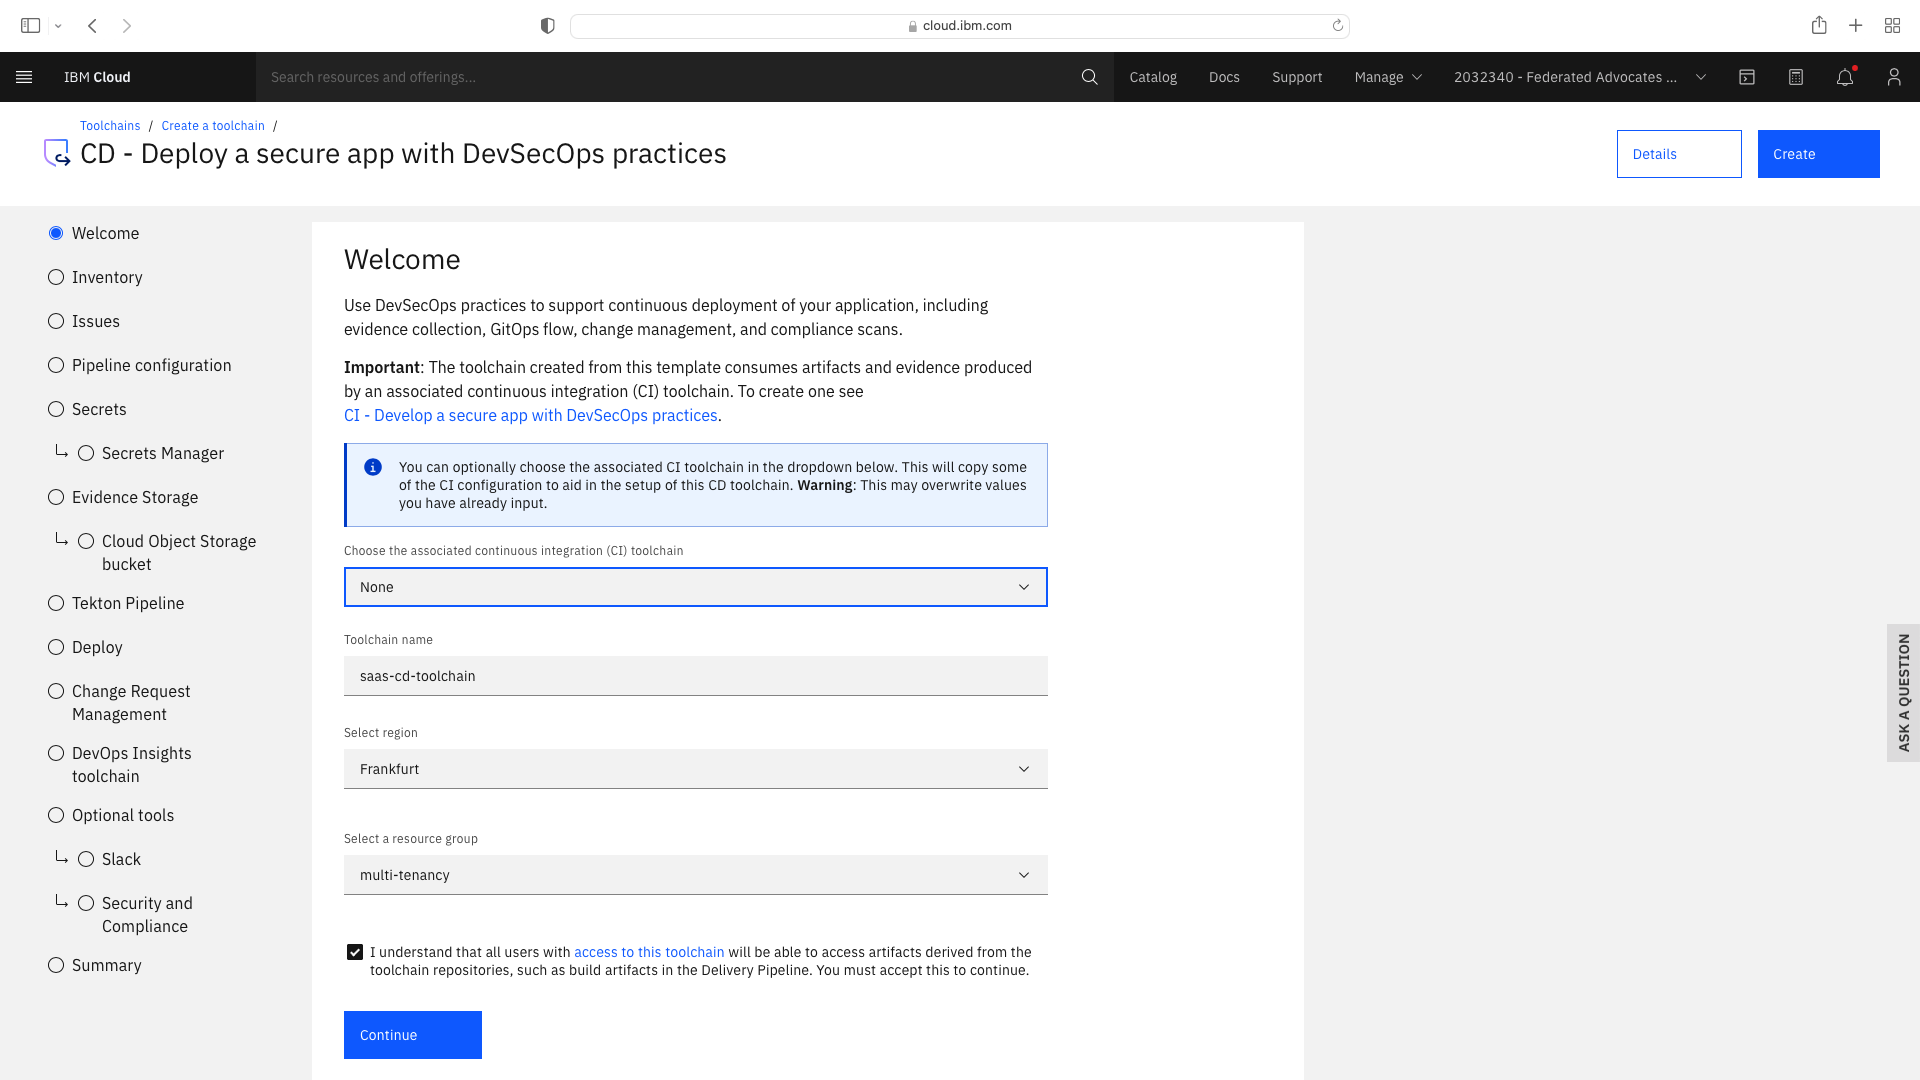 cloud.ibm.com
IBM Cloud
Search resources and offerings...
Catalog
Docs
Support
Manage
2032340 - Federated Advocates ...
Toolchains / Create a toolchain /
CD - Deploy a secure app with DevSecOps practices
Details
Create
Welcome
Inventory
Issues
Pipeline configuration
Secrets
Secrets Manager
Evidence Storage
Cloud Object Storage
bucket
Tekton Pipeline
Deploy
Change Request
Management
DevOps Insights
toolchain
Optional tools
Slack
Security and
Compliance
Summary
Welcome
Use DevSecOps practices to support continuous deployment of your application, including
evidence collection, GitOps flow, change management, and compliance scans.
Important: The toolchain created from this template consumes artifacts and evidence produced
by an associated continuous integration (CI) toolchain. To create one see
CI - Develop a secure app with DevSecOps practices.
You can optionally choose the associated CI toolchain in the dropdown below. This will copy some
of the CI configuration to aid in the setup of this CD toolchain. Warning: This may overwrite values
you have already input.
Choose the associated continuous integration (CI) toolchain
None
Toolchain name
saas-cd-toolchain
Select region
Frankfurt
Select a resource group
multi-tenancy
I understand that all users with access to this toolchain will be able to access artifacts derived from the
toolchain repositories, such as build artifacts in the Delivery Pipeline. You must accept this to continue.
Continue
ASK A QUESTION